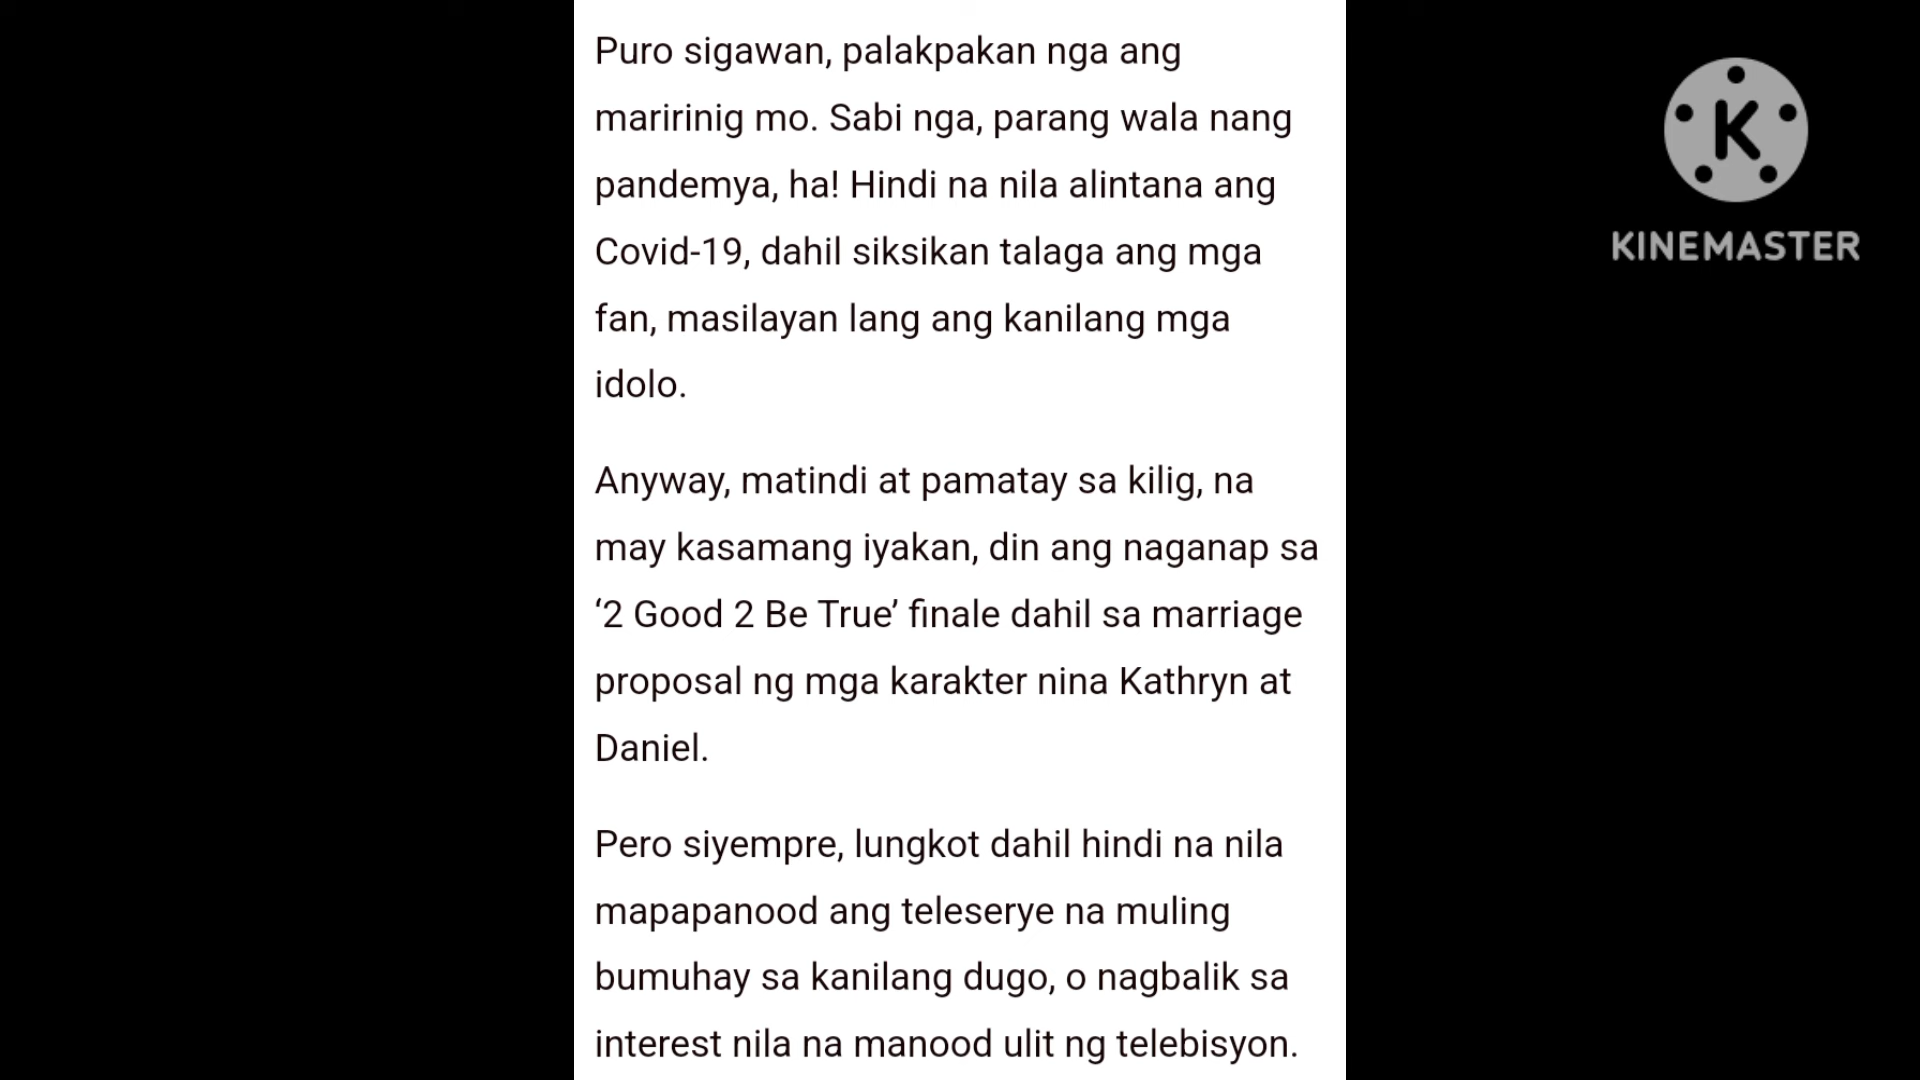 Puro sigawan, palakpakan nga ang
maririnig mo. Sabi nga, parang wala nang
pandemya, ha! Hindi na nila alintana ang
Covid-19, dahil siksikan talaga ang mga
fan, masilayan lang ang kanilang mga
idolo.
Anyway, matindi at pamatay sa kilig, na
may kasamang iyakan, din ang naganap sa
‘2 Good 2 Be True’ finale dahil sa marriage
proposal ng mga karakter nina Kathryn at
Daniel.
Pero siyempre, lungkot dahil hindi na nila
mapapanood ang teleserye na muling
bumuhay sa kanilang dugo, o nagbalik sa
interest nila na manood ulit ng telebisyon.
K
KINEMASTER